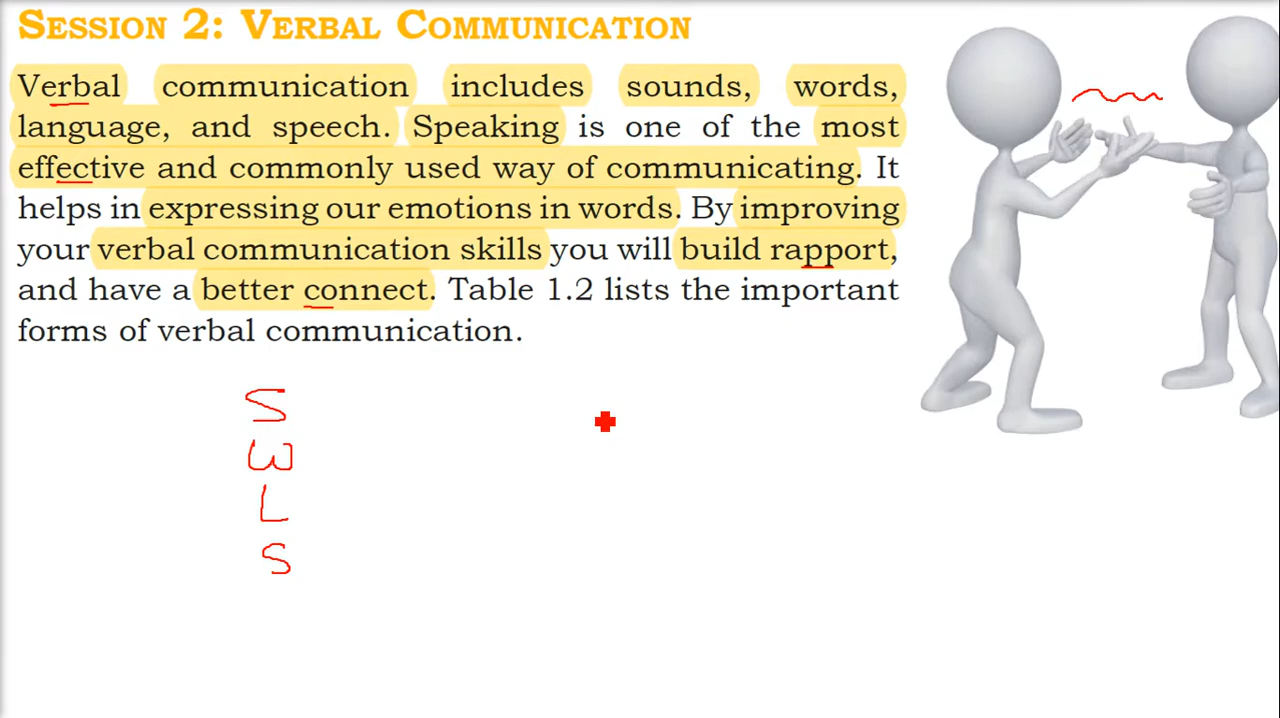 SESSION 2: VERBAL COMMUNICATION
Verbal communication includes sounds, words,
language, and speech. Speaking is one of the most
effective and commonly used way of communicating. It
helps in expressing our emotions in words. By improving
your verbal communication skills you will build rapport,
and have a better connect. Table 1.2 lists the important
forms of verbal communication.
S
W
L
S